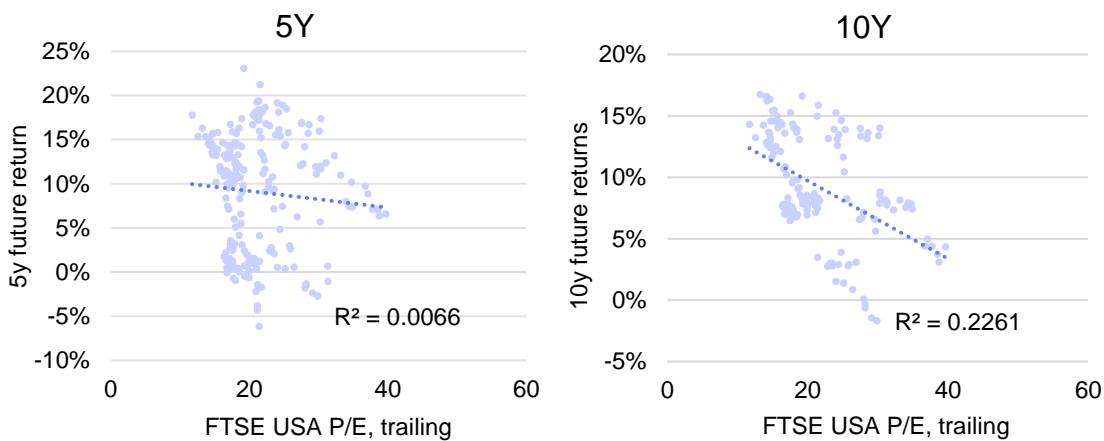 5Y
25%
20%
15%
10%
5%
0%
-5%
-10%
0 20 40 60
5y future return
FTSE USA P/E, trailing
R² = 0.0066
10Y
20%
15%
10%
5%
0%
-5%
0 20 40 60
10y future returns
FTSE USA P/E, trailing
R² = 0.2261